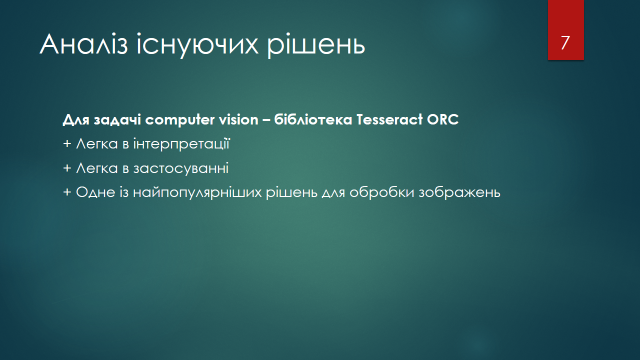 Аналіз існуючих рішень
7
Для задачі computer vision – бібліотека Tesseract ORC
+ Легка в інтерпретації
+ Легка в застосуванні
+ Одне із найпопулярніших рішень для обробки зображень